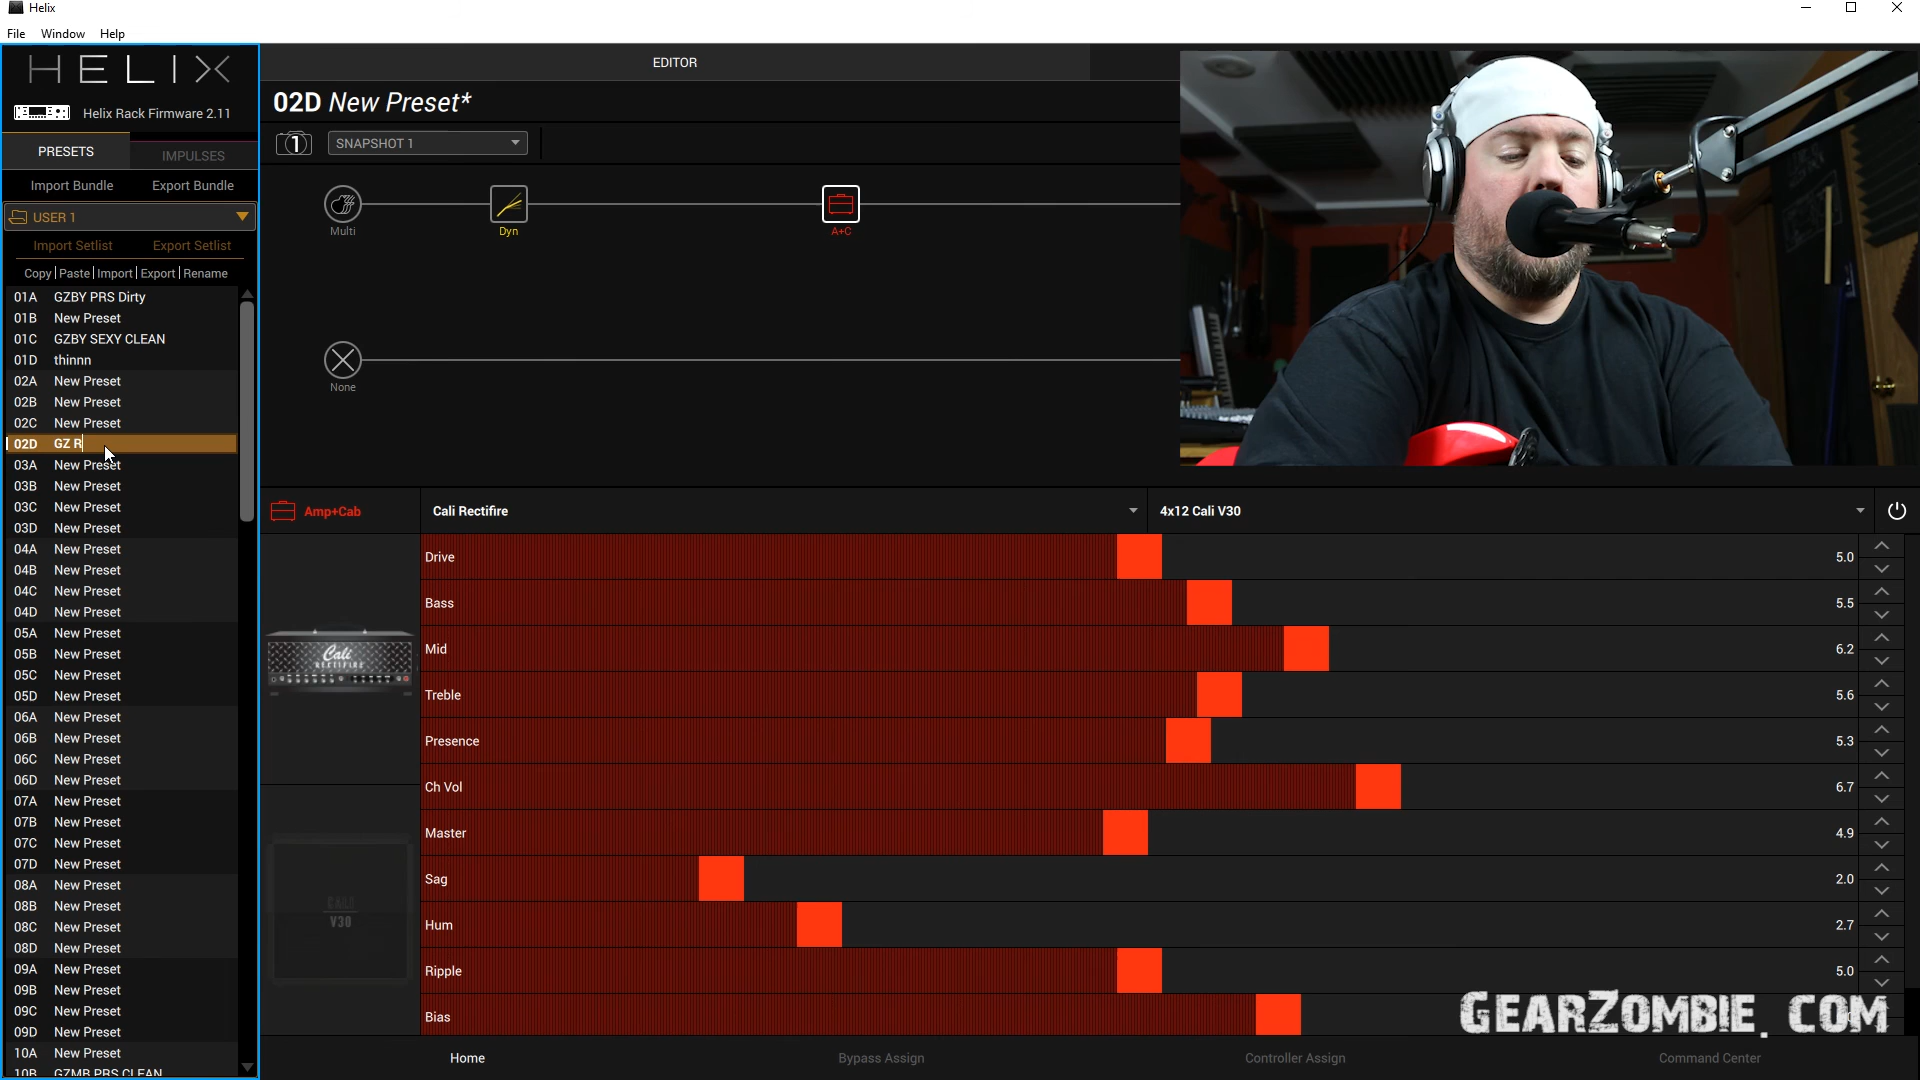 Helix
File Window Help
HELIX
Helix Rack Firmware 2.11
PRESETS IMPULSES
Import Bundle Export Bundle
USER 1
Import Setlist Export Setlist
Copy | Paste | Import | Export | Rename
01A GZBY PRS Dirty
01B New Preset
01C GZBY SEXY CLEAN
01D thinnn
02A New Preset
02B New Preset
02C New Preset
02D GZ R
03A New Preset
03B New Preset
03C New Preset
03D New Preset
04A New Preset
04B New Preset
04C New Preset
04D New Preset
05A New Preset
05B New Preset
05C New Preset
05D New Preset
06A New Preset
06B New Preset
06C New Preset
06D New Preset
07A New Preset
07B New Preset
07C New Preset
07D New Preset
08A New Preset
08B New Preset
08C New Preset
08D New Preset
09A New Preset
09B New Preset
09C New Preset
09D New Preset
10A New Preset
10B GZMB PRS CLEAN
EDITOR
02D New Preset*
1 SNAPSHOT 1
Multi Dyn A+C
None
Amp+Cab Cali Rectifire 4x12 Cali V30
Cali
RECTIFIRE
CALI
V30
Drive 5.0
Bass 5.5
Mid 6.2
Treble 5.6
Presence 5.3
Ch Vol 6.7
Master 4.9
Sag 2.0
Hum 2.7
Ripple 5.0
Bias
GEARZOMBIE.COM
Home Bypass Assign Controller Assign Command Center